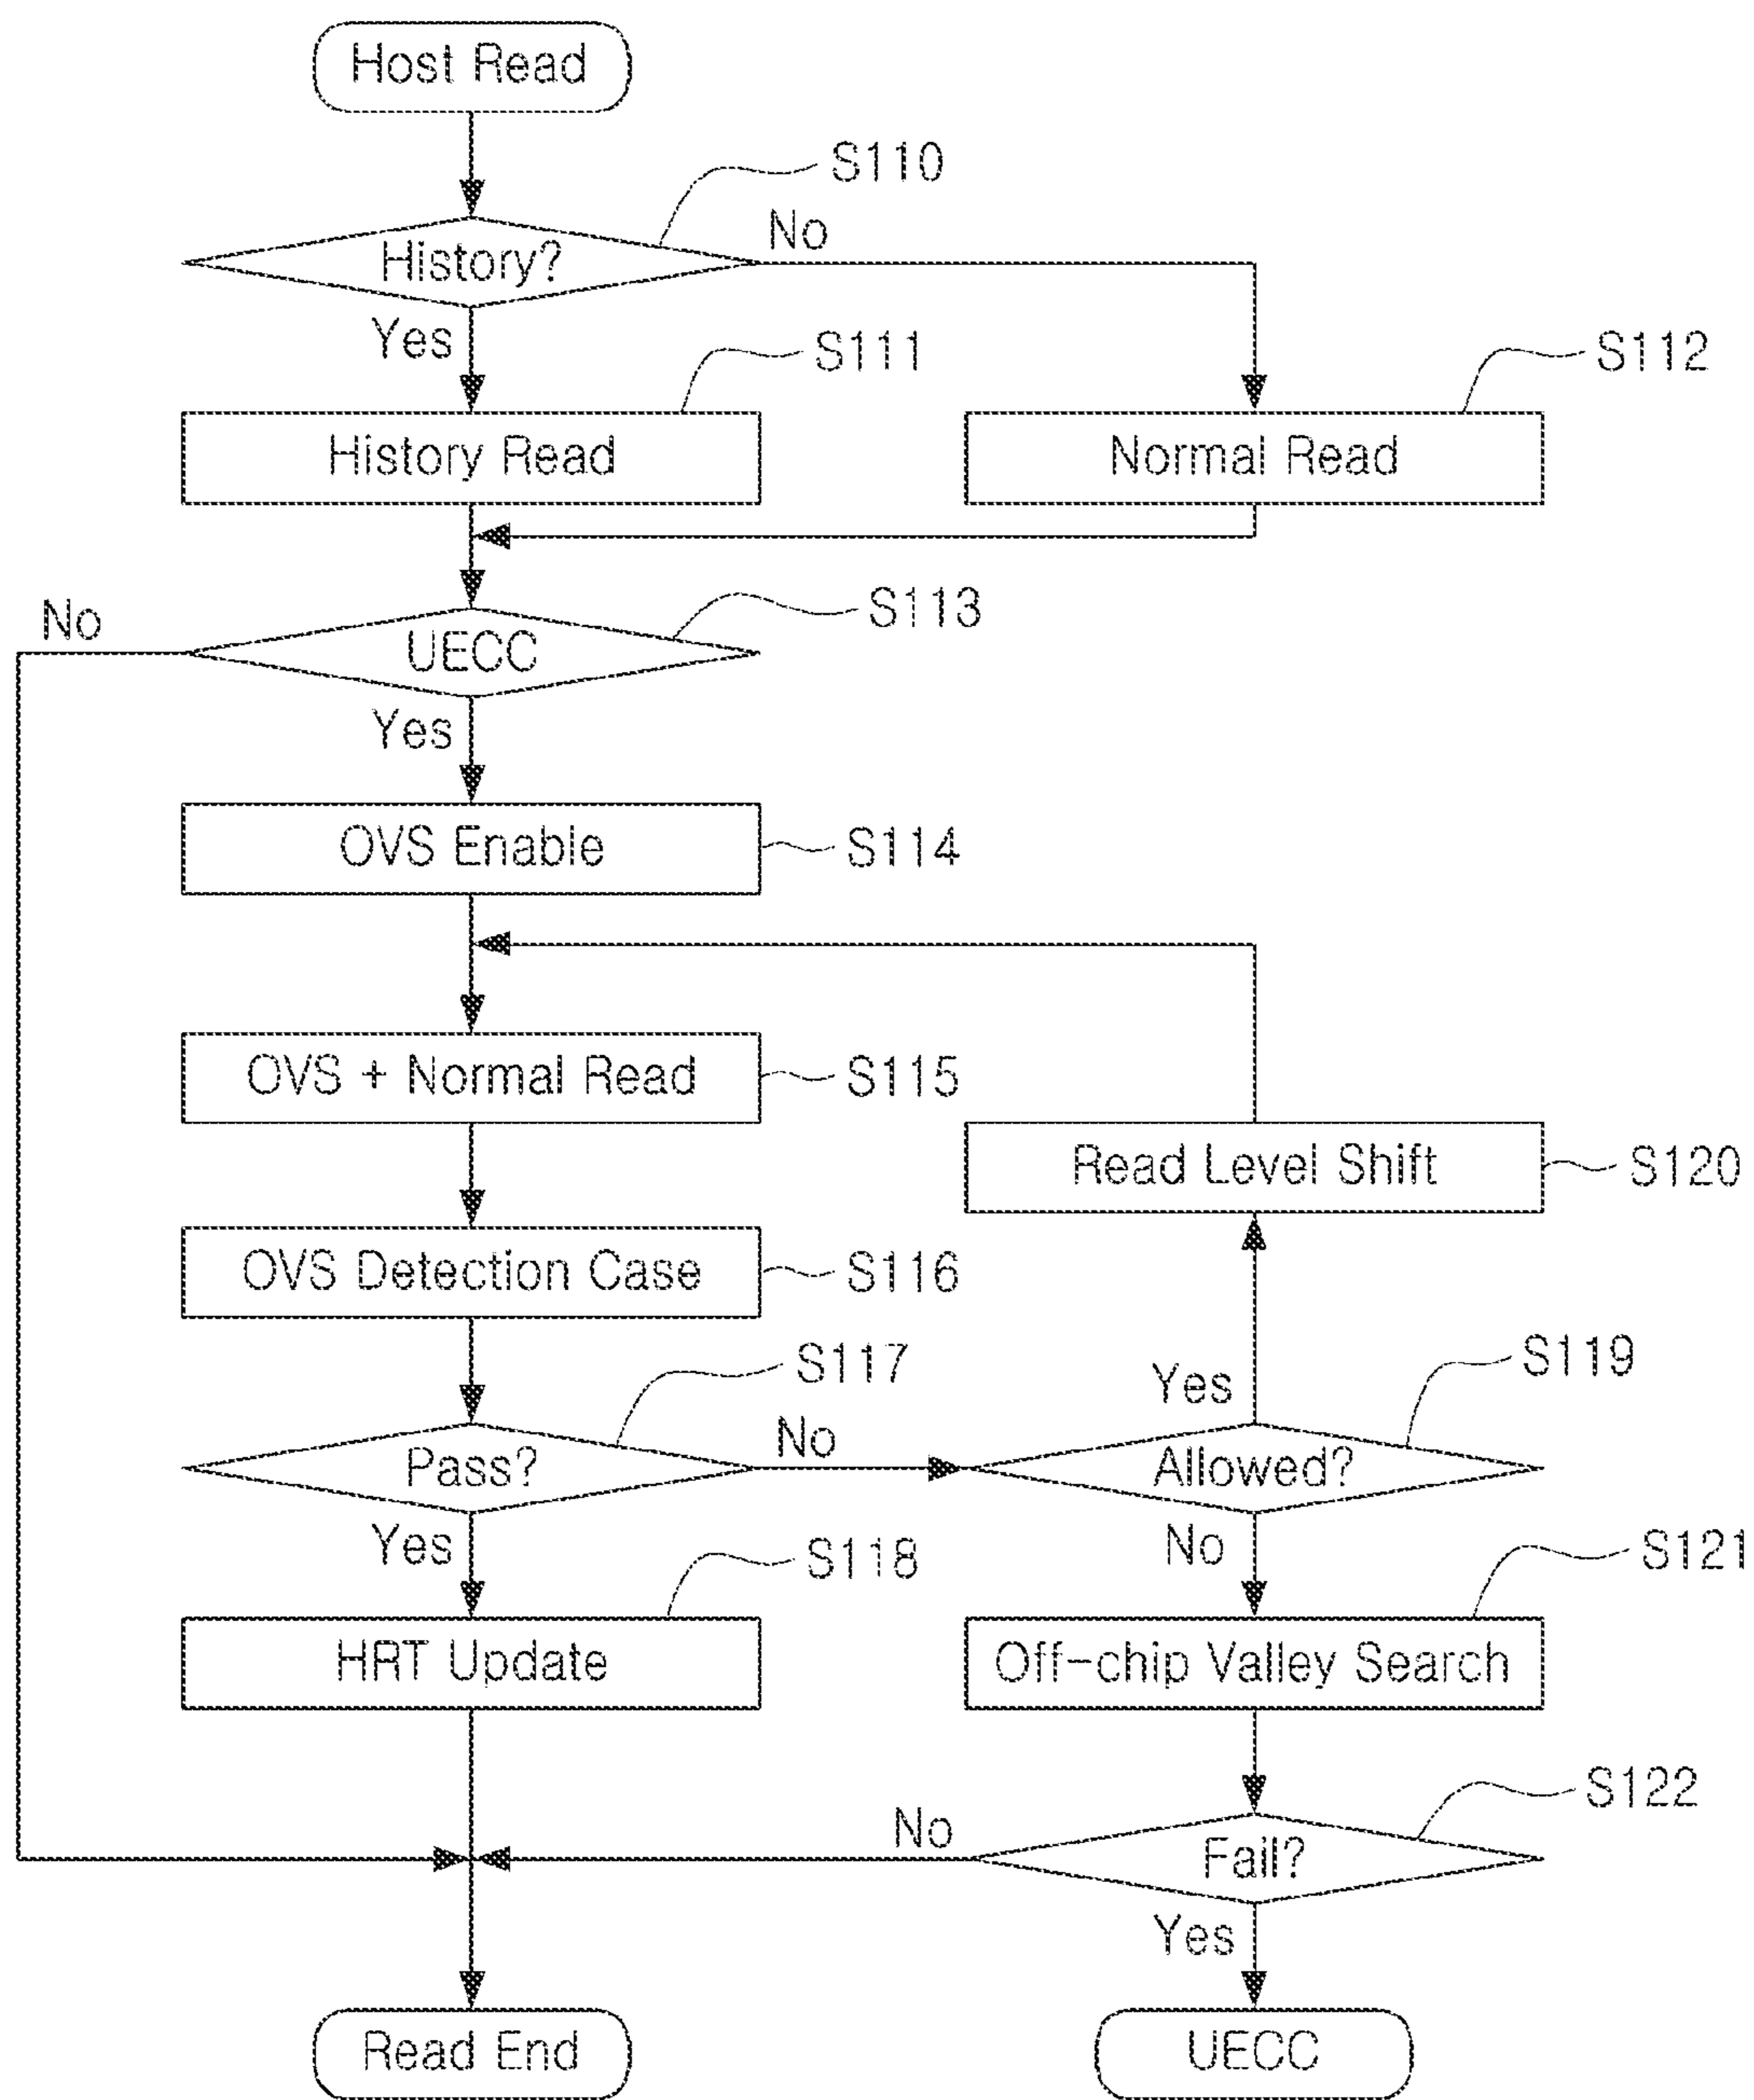 Host Read
S110
History?
No
Yes
S111
S112
History Read
Normal Read
S113
No
UECC
Yes
OVS Enable
S114
OVS + Normal Read
S115
Read Level Shift
S120
OVS Detection Case
S116
S117
S119
Yes
Pass?
No
Allowed?
Yes
No
S118
S121
HRT Update
Off-chip Valley Search
S122
No
Fail?
Yes
Read End
UECC